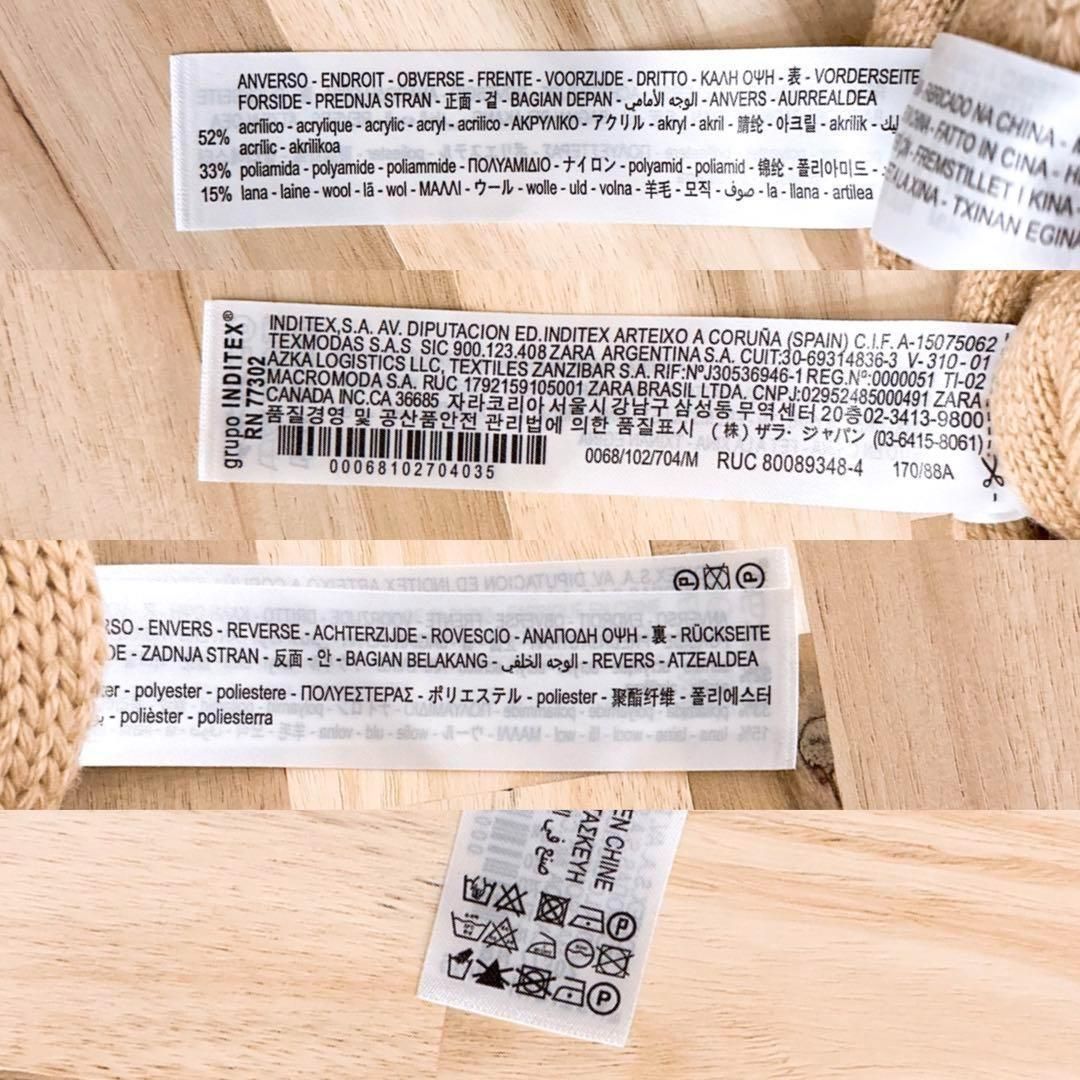 ANVERSO - ENDROIT - OBVERSE - FRENTE - VOORZIJDE - DRITTO - ΚΑΛΗ ΟΨΗ - 表 - VORDERSEITE
FORSIDE - PREDNJA STRAN - 正面 - 겉 - BAGIAN DEPAN - الوجه الأمامي - ANVERS - AURREALDEA
52% acrílico - acrylique - acrylic - acryl - acrilico - ΑΚΡΥΛΙΚΟ - アクリル - akryl - akril - 腈纶 - 아크릴 - akrilik -
acrílic - akrilikoa
33% poliamida - polyamide - poliammide - ΠΟΛΥΑΜΙΔΙΟ - ナイロン - polyamid - poliamid - 锦纶 - 폴리아미드 -
15% lana - laine - wool - lã - wol - ΜΑΛΛΙ - ウール - wolle - uld - volna - 羊毛 - 모직 - صوف - la - llana - artilea
NA CHINA -
- FATTO IN CINA -
- FREMSTILLET I KINA -
- TXINAN EGINA
grupo INDITEX®
RN 77302
INDITEX,S.A. AV. DIPUTACION ED.INDITEX ARTEIXO A CORUÑA (SPAIN) C.I.F. A-15075062
TEXMODAS S.A.S SIC 900.123.408 ZARA ARGENTINA S.A. CUIT:30-69314836-3 V-310-01
AZKA LOGISTICS LLC, TEXTILES ZANZIBAR S.A. RIF:NºJ30536946-1 REG.Nº:0000051 TI-02
MACROMODA S.A. RUC 1792159105001 ZARA BRASIL LTDA. CNPJ:02952485000491 ZARA
CANADA INC.CA 36685 자라코리아 서울시강남구 삼성동무역센터 20층02-3413-9800
품질경영 및 공산품안전 관리법에 의한 품질표시 (株) ザラ・ジャパン (03-6415-8061)
00068102704035
0068/102/704/M RUC 80089348-4 170/88A
P P
- ENVERS - REVERSE - ACHTERZIJDE - ROVESCIO - ΑΝΑΠΟΔΗ ΟΨΗ - 裏 - RÜCKSEITE
- ZADNJA STRAN - 反面 - 안 - BAGIAN BELAKANG - الوجه الخلفي - REVERS - ATZEALDEA
- polyester - poliestere - ΠΟΛΥΕΣΤΕΡΑΣ - ポリエステル - poliester - 聚酯纤维 - 폴리에스터
- polièster - poliesterra
EN CHINE
صنع في
P
P